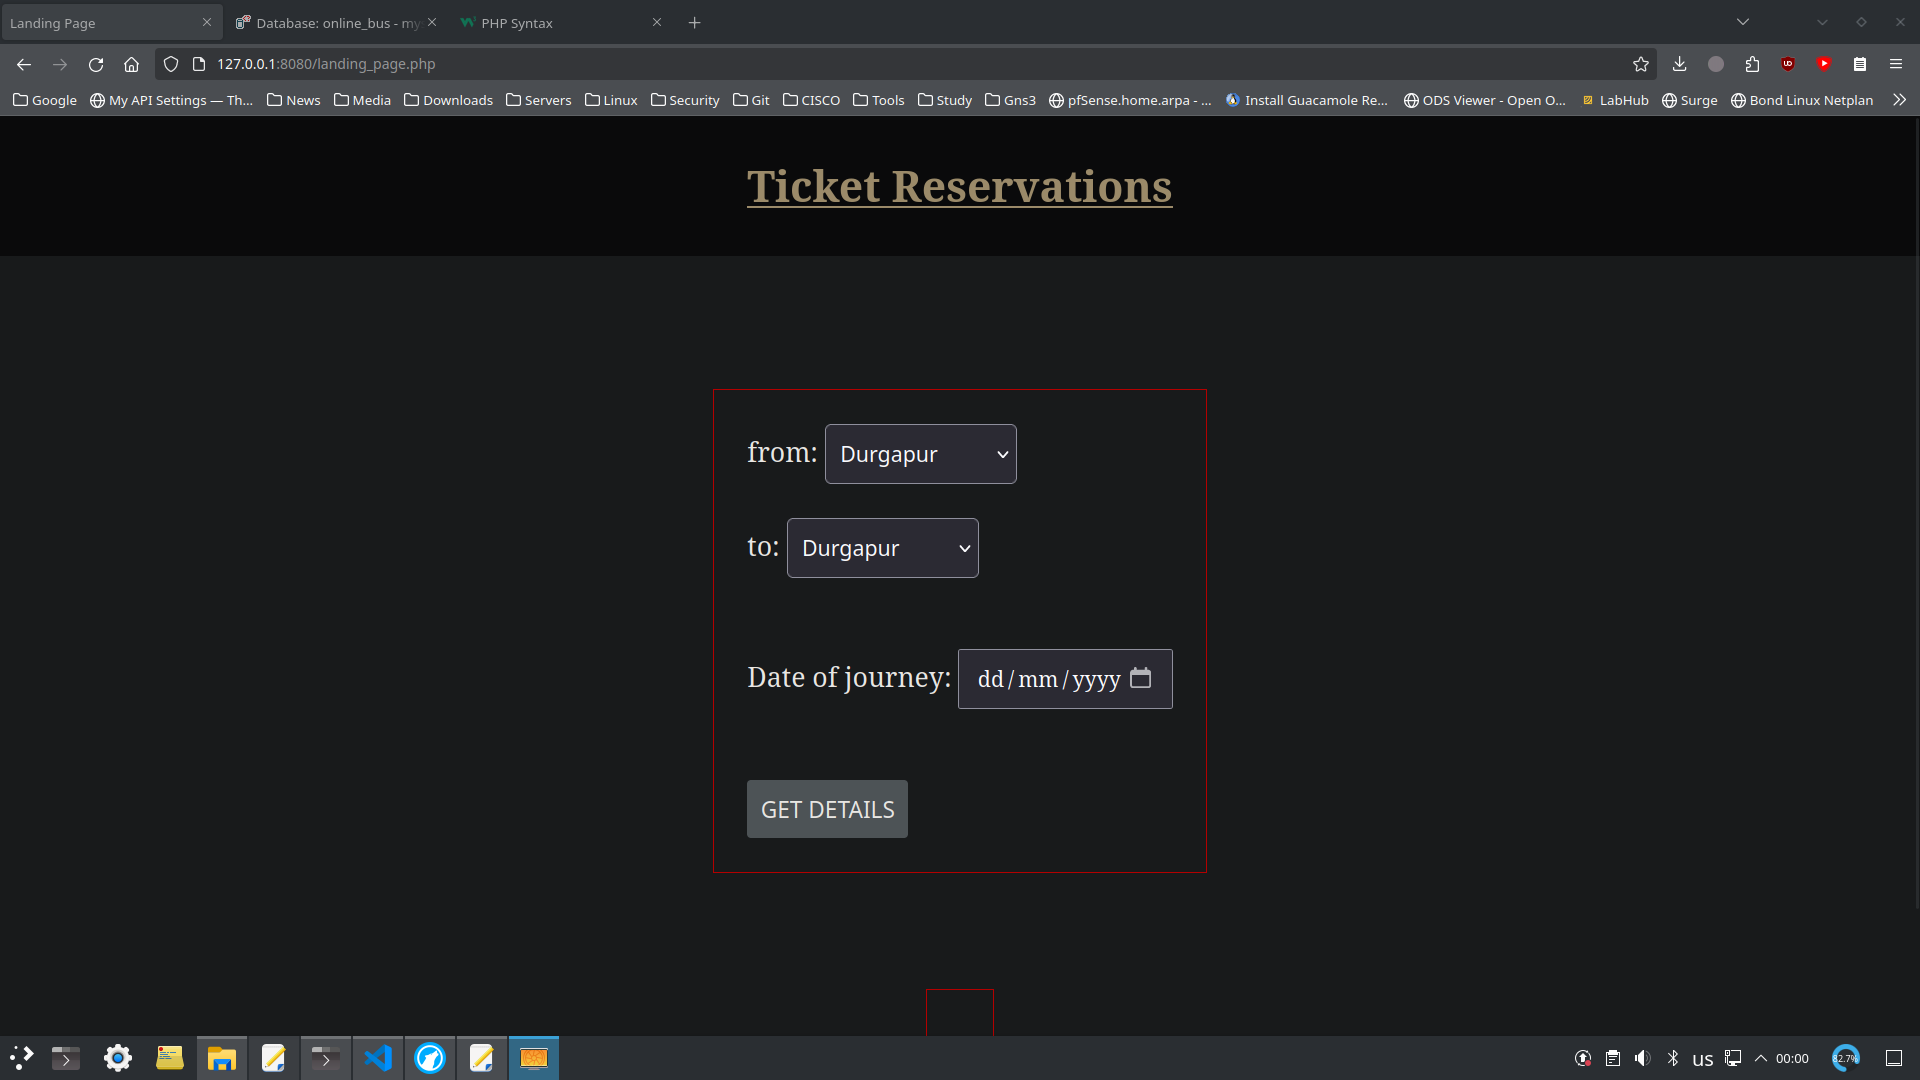 Landing Page
Database: online_bus - my
PHP Syntax
127.0.0.1:8080/landing_page.php
Google
My API Settings — Th...
News
Media
Downloads
Servers
Linux
Security
Git
CISCO
Tools
Study
Gns3
pfSense.home.arpa - ...
Install Guacamole Re...
ODS Viewer - Open O...
LabHub
Surge
Bond Linux Netplan
Ticket Reservations
from: Durgapur
to: Durgapur
Date of journey: dd/mm/yyyy
GET DETAILS
us
00:00
82.7%